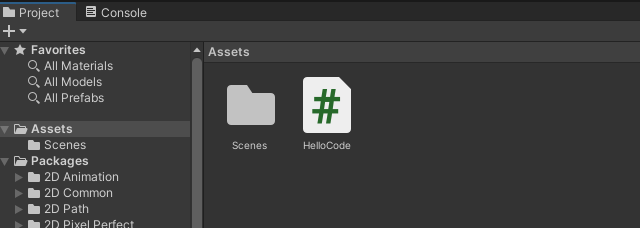 Project
Console
Favorites
All Materials
All Models
All Prefabs
Assets
Scenes
Packages
2D Animation
2D Common
2D Path
2D Pixel Perfect
Assets
Scenes
HelloCode